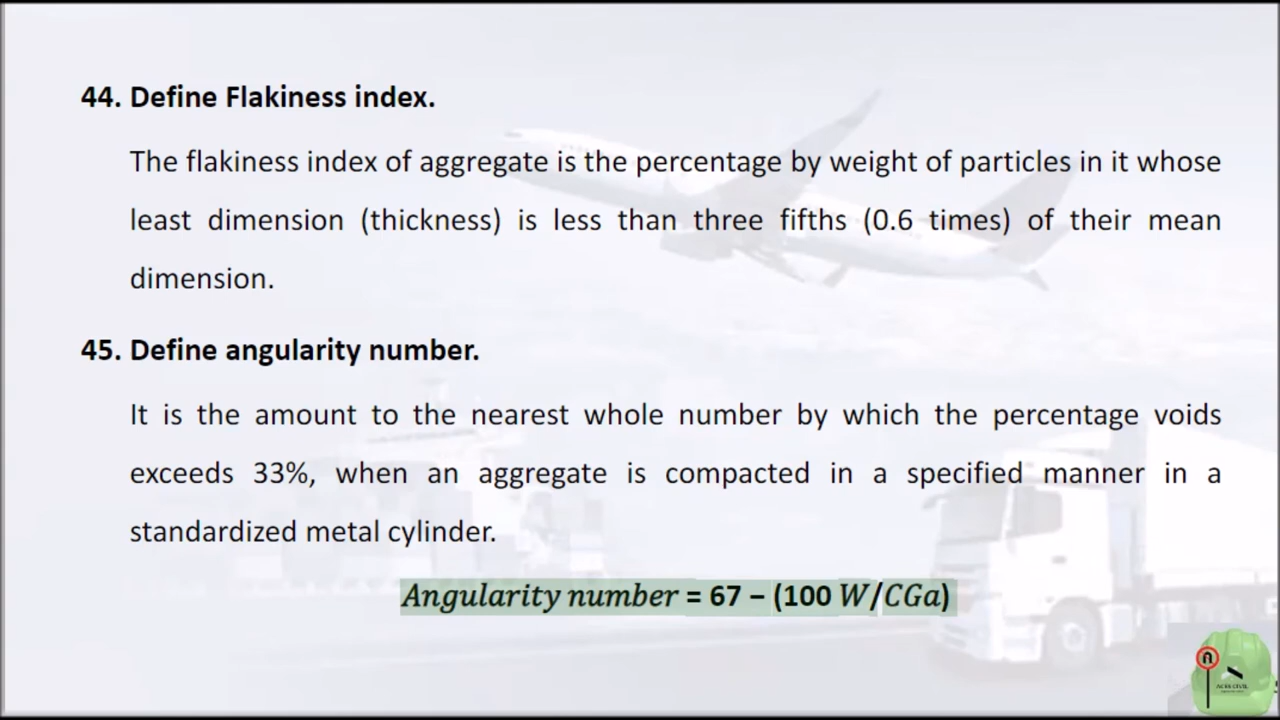 44. Define Flakiness index.
The flakiness index of aggregate is the percentage by weight of particles in it whose
least dimension (thickness) is less than three fifths (0.6 times) of their mean
dimension.
45. Define angularity number.
It is the amount to the nearest whole number by which the percentage voids
exceeds 33%, when an aggregate is compacted in a specified manner in a
standardized metal cylinder.
Angularity number = 67 – (100 W/CGa)